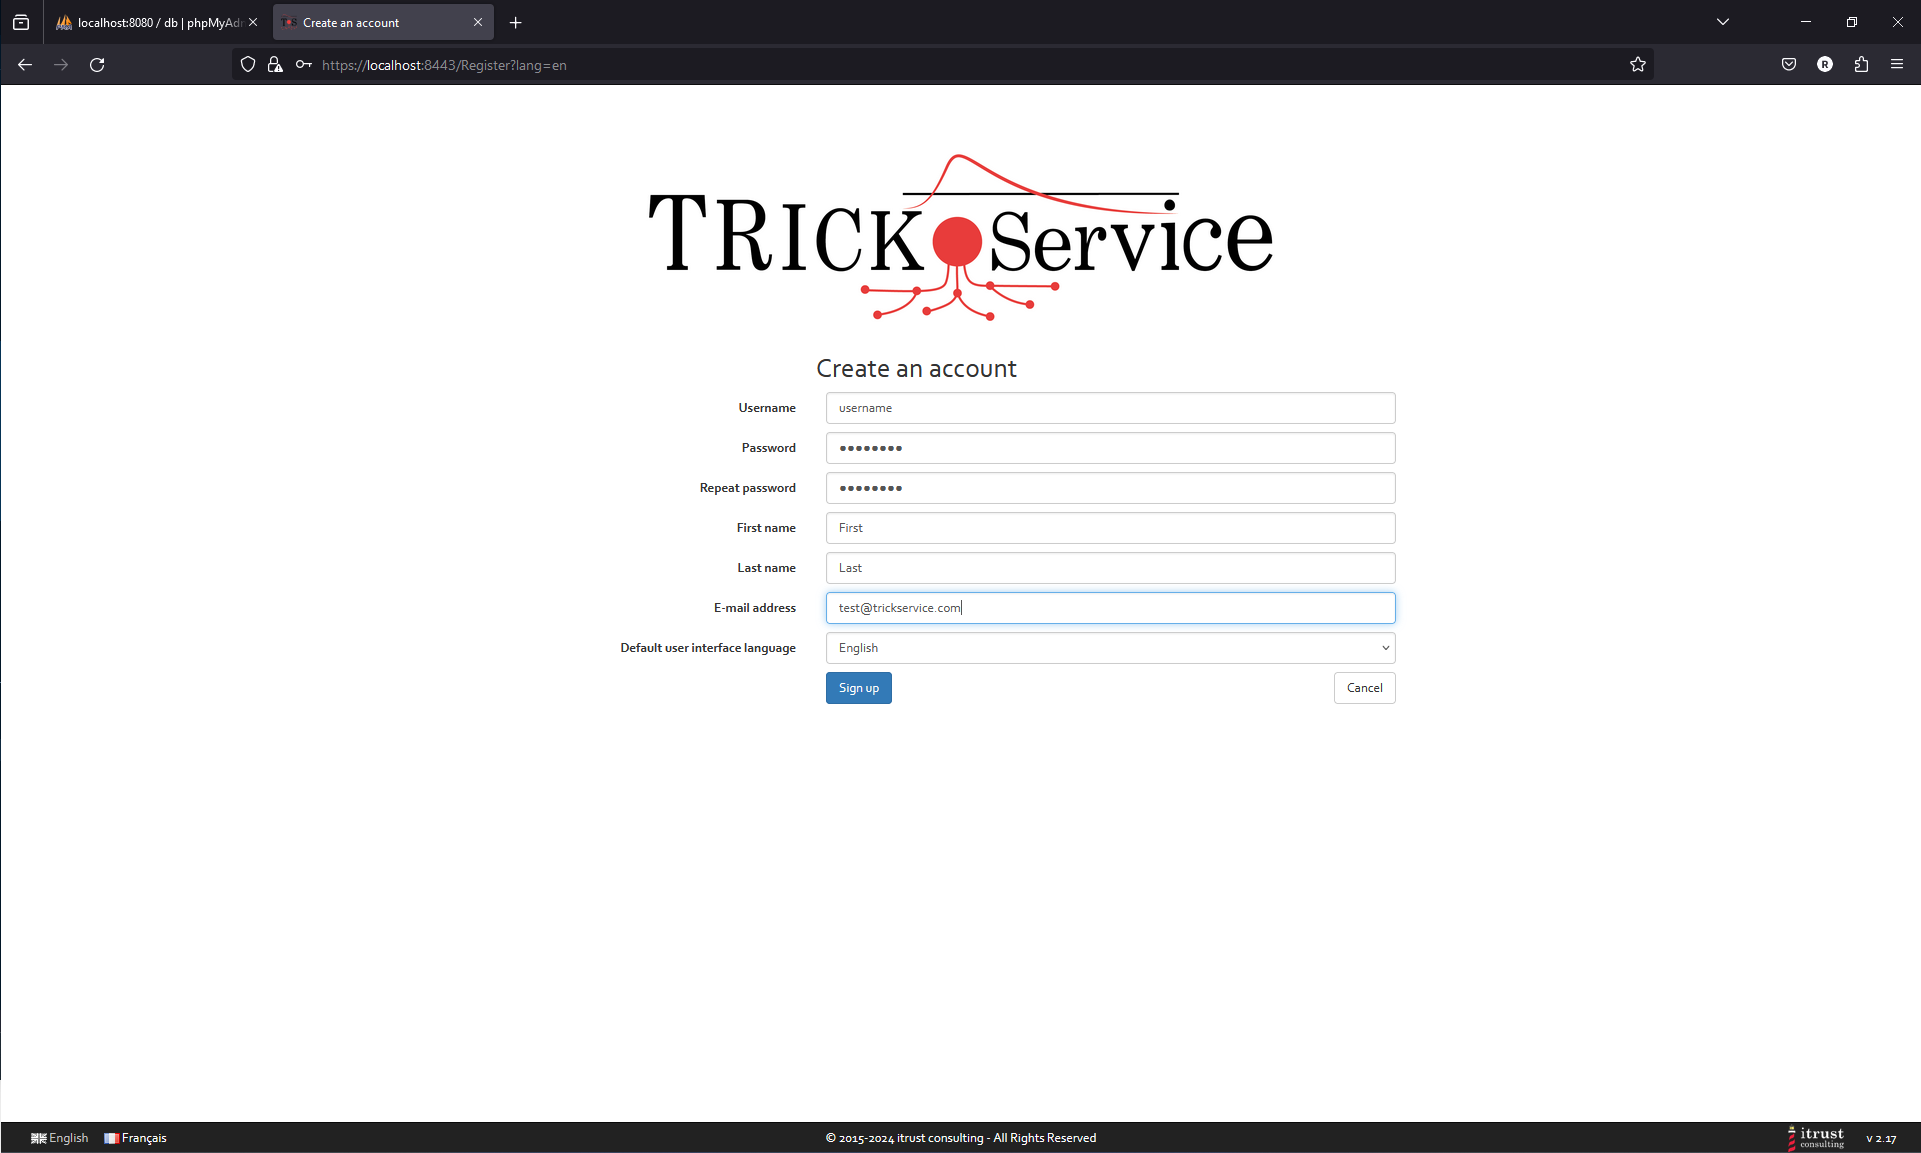 localhost:8080 / db | phpMyAdr
Create an account
https://localhost:8443/Register?lang=en
R
TRICK Service
Create an account
Username
username
Password
••••••••
Repeat password
••••••••
First name
First
Last name
Last
E-mail address
test@trickservice.com
Default user interface language
English
Sign up
Cancel
English
Français
© 2015-2024 itrust consulting - All Rights Reserved
itrust
consulting
v 2.17